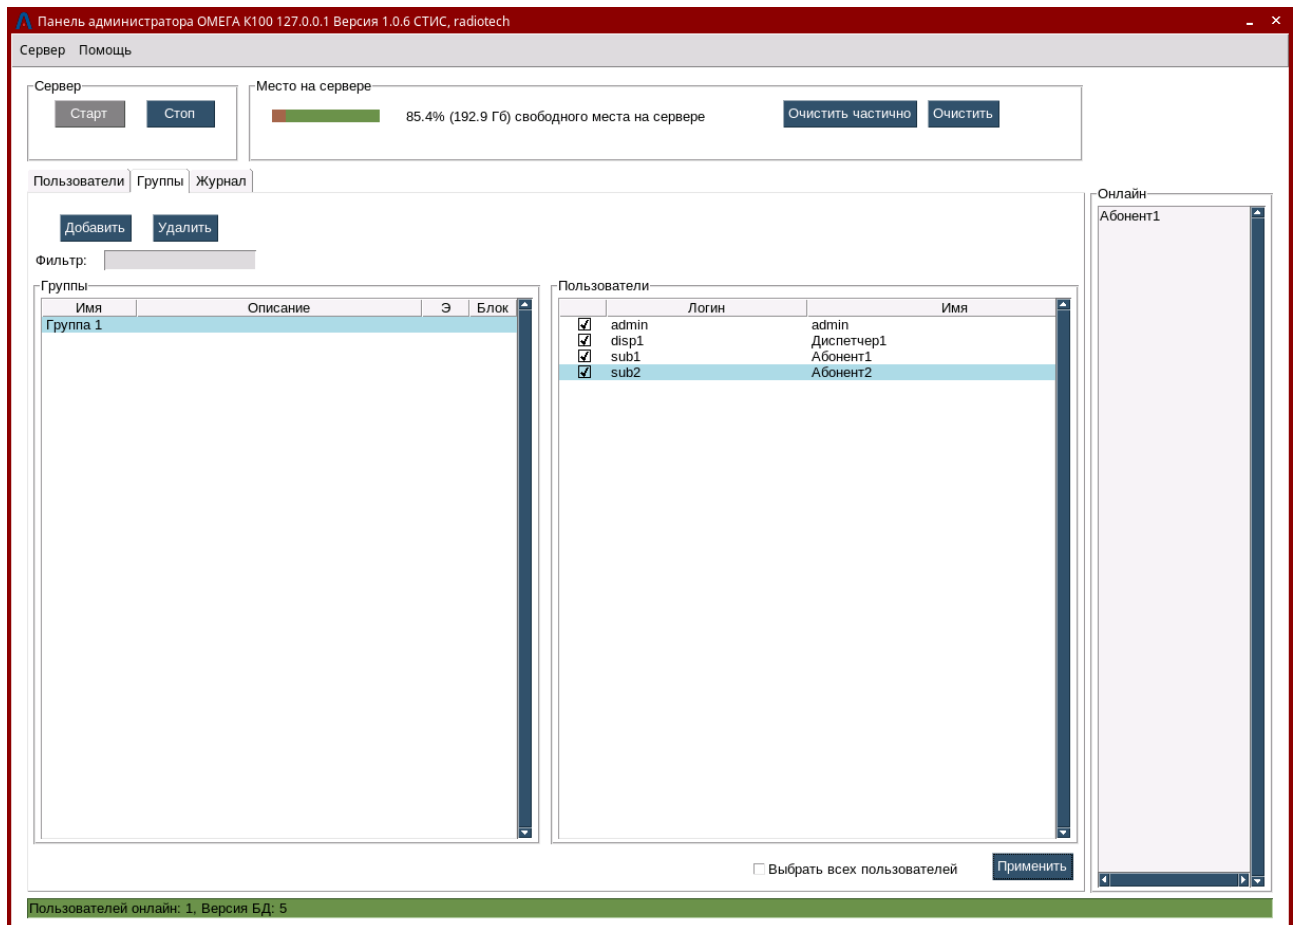 Панель администратора ОМЕГА К100 127.0.0.1 Версия 1.0.6 СТИС, radiotech
Сервер Помощь
Сервер
Старт Стоп
Место на сервере
85.4% (192.9 Гб) свободного места на сервере
Очистить частично Очистить
Пользователи Группы Журнал
Добавить Удалить
Фильтр:
Группы
Имя Описание Э Блок
Группа 1
Пользователи
Логин Имя
admin admin
disp1 Диспетчер1
sub1 Абонент1
sub2 Абонент2
Выбрать всех пользователей Применить
Онлайн
Абонент1
Пользователей онлайн: 1, Версия БД: 5